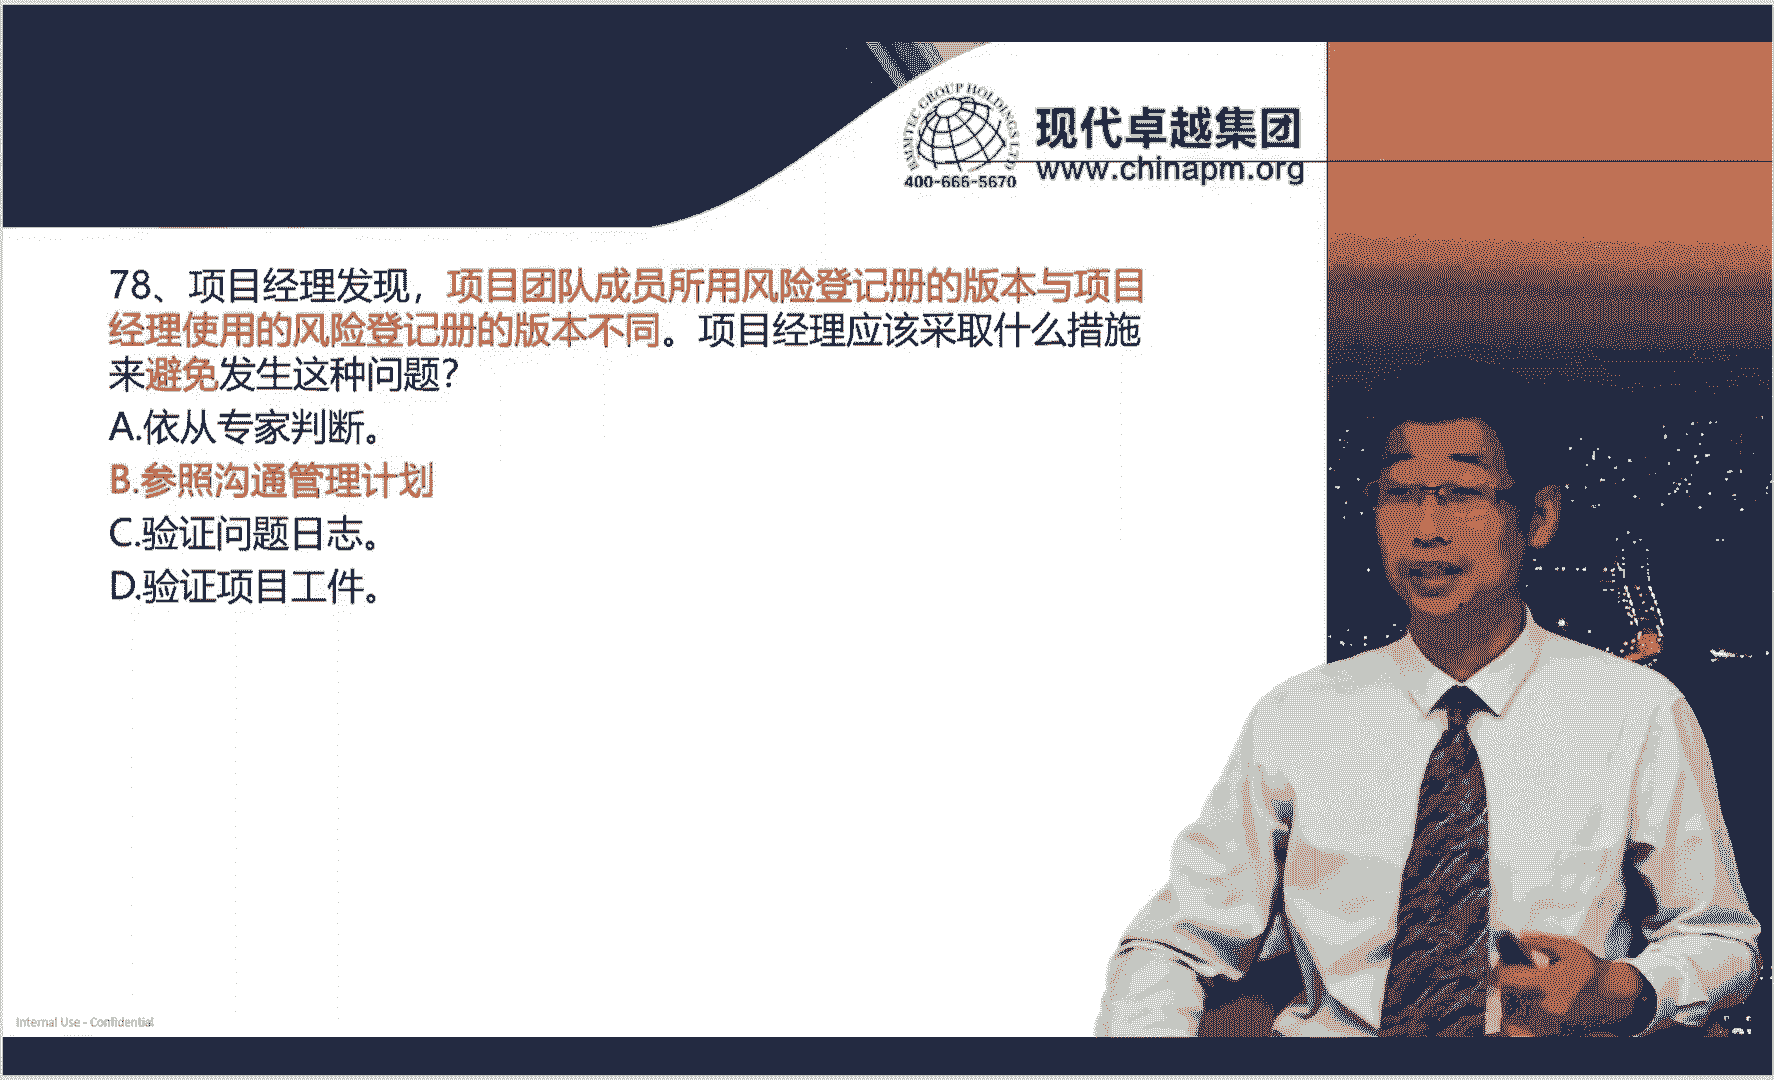 BMMTEC GROUP HOLDINGS LTD
400-666-5670
现代卓越集团
www.chinapm.org
78、项目经理发现，项目团队成员所用风险登记册的版本与项目
经理使用的风险登记册的版本不同。项目经理应该采取什么措施
来避免发生这种问题？
A.依从专家判断。
B.参照沟通管理计划
C.验证问题日志。
D.验证项目工件。
Internal Use - Confidential